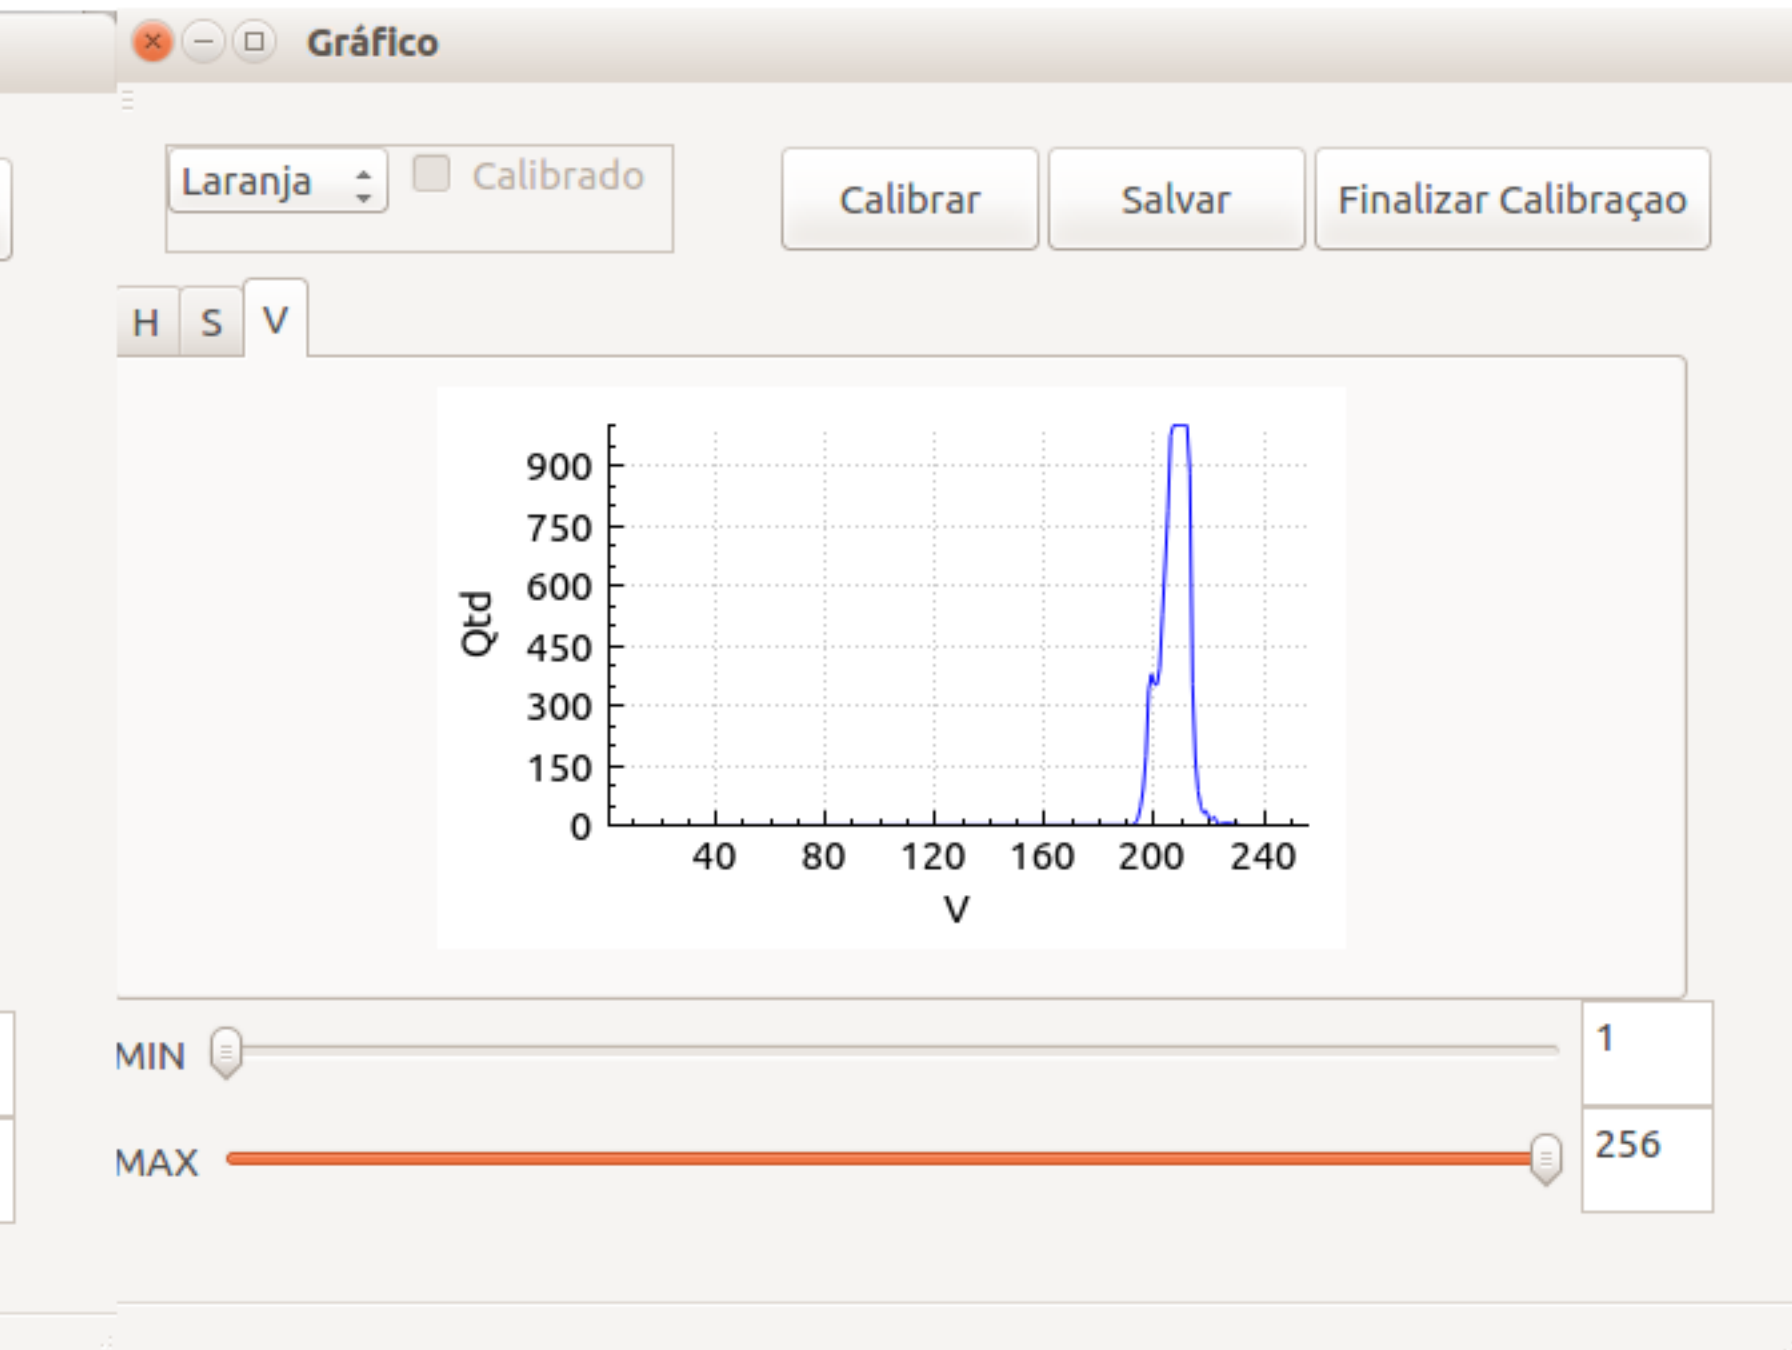 Gráfico
Laranja Calibrado Calibrar Salvar Finalizar Calibraçao
H S V
900
750
600
450
300
150
0
Qtd
40 80 120 160 200 240
V
MIN 1
MAX 256